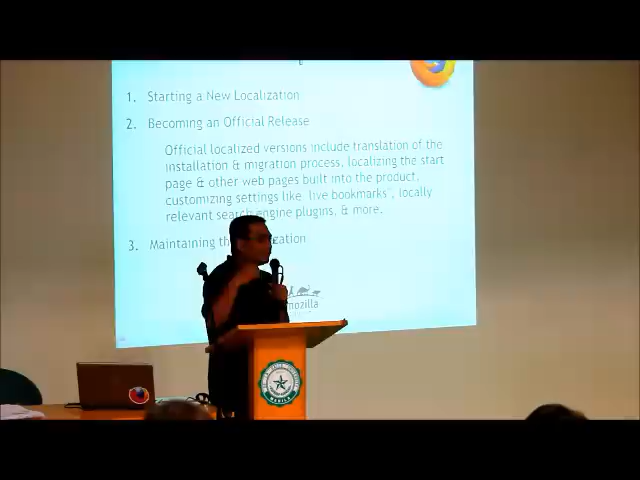 1. Starting a New Localization
2. Becoming an Official Release
Official localized versions include translation of the
installation & migration process, localizing the start
page & other web pages built into the product,
customizing settings like "live bookmarks", locally
relevant search engine plugins, & more.
3. Maintaining the
mozilla
MANILA